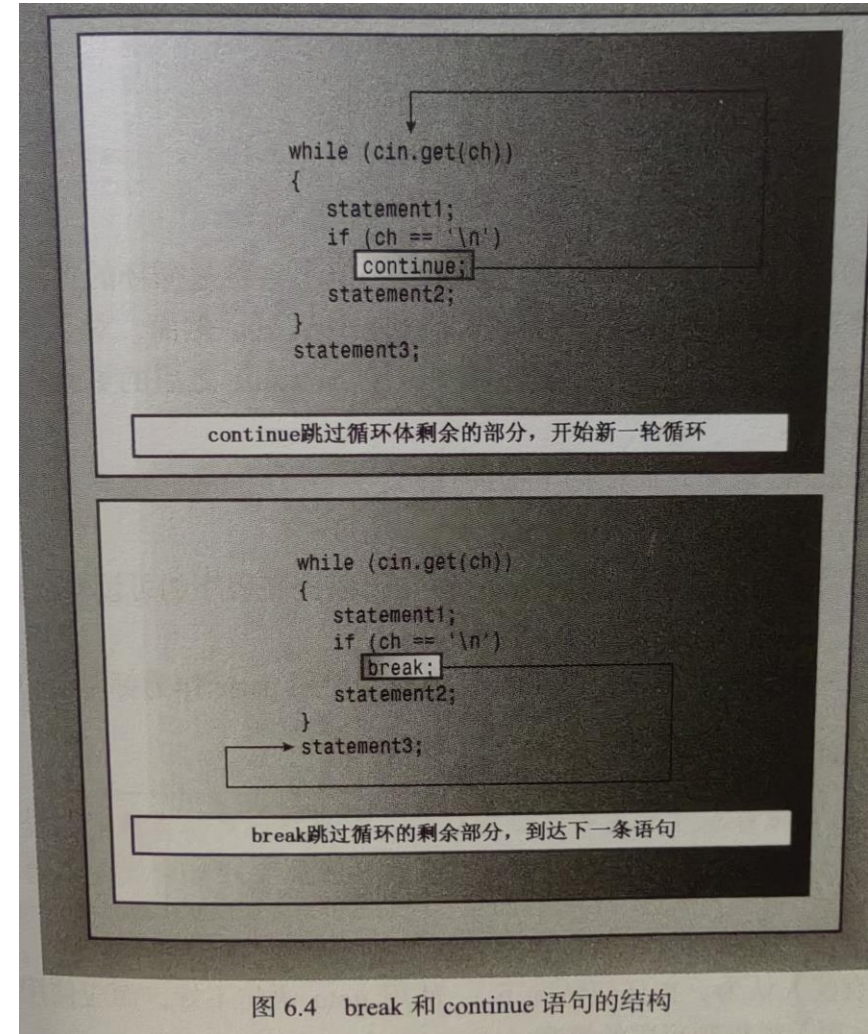 while (cin.get(ch))
{
statement1;
if (ch == '\n')
continue;
statement2;
}
statement3;
continue跳过循环体剩余的部分，开始新一轮循环
while (cin.get(ch))
{
statement1;
if (ch == '\n')
break;
statement2;
}
statement3;
break跳过循环的剩余部分，到达下一条语句
图 6.4 break 和 continue 语句的结构